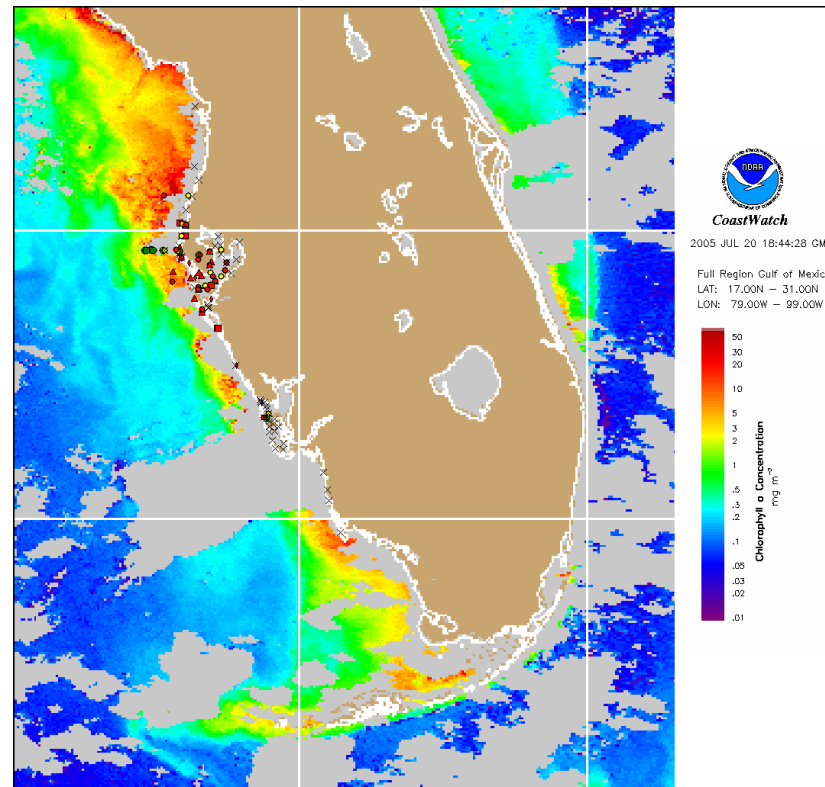 NOAA
CoastWatch
2005 JUL 20 18:44:28 GM
Full Region Gulf of Mexic
LAT: 17.00N – 31.00N
LON: 79.00W – 99.00W
50
30
20
10
5
3
2
1
.5
.3
.2
.1
.05
.03
.02
.01
Chlorophyll a Concentration
mg m⁻³